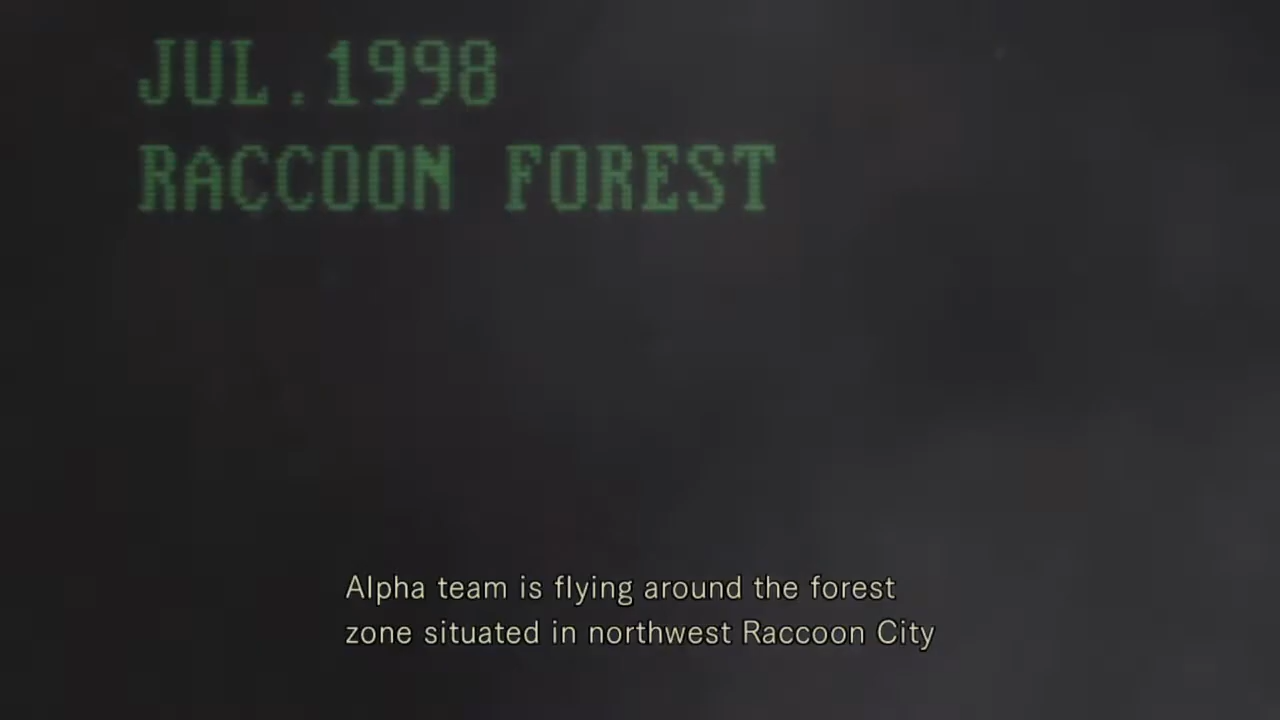 JUL.1998
RACCOON FOREST
Alpha team is flying around the forest
zone situated in northwest Raccoon City